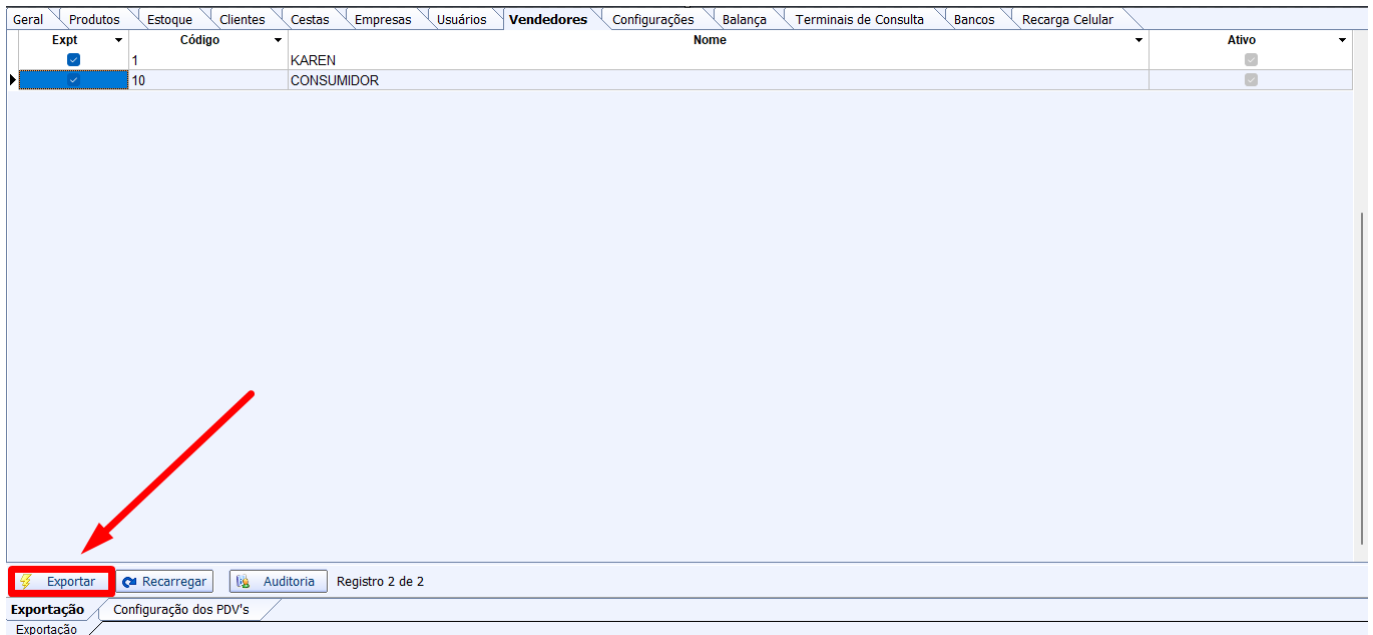 Geral Produtos Estoque Clientes Cestas Empresas Usuários Vendedores Configurações Balança Terminais de Consulta Bancos Recarga Celular
Expt Código Nome Ativo
1 KAREN
10 CONSUMIDOR
Exportar Recarregar Auditoria Registro 2 de 2
Exportação Configuração dos PDV's
Exportação